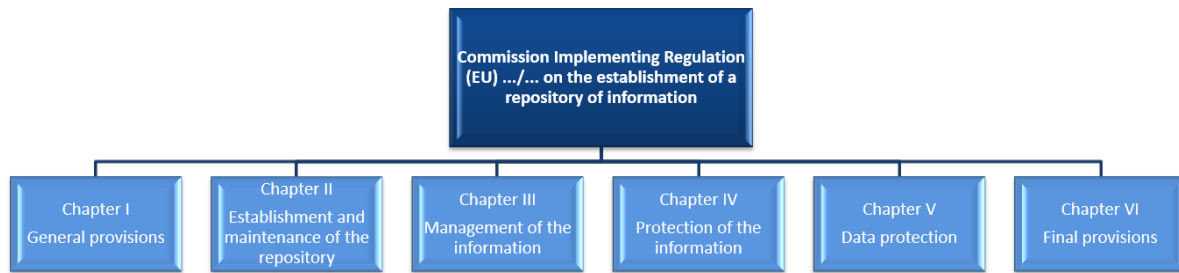 Commission Implementing Regulation
(EU) .../... on the establishment of a
repository of information
Chapter I
General provisions
Chapter II
Establishment and
maintenance of the
repository
Chapter III
Management of the
information
Chapter IV
Protection of the
information
Chapter V
Data protection
Chapter VI
Final provisions